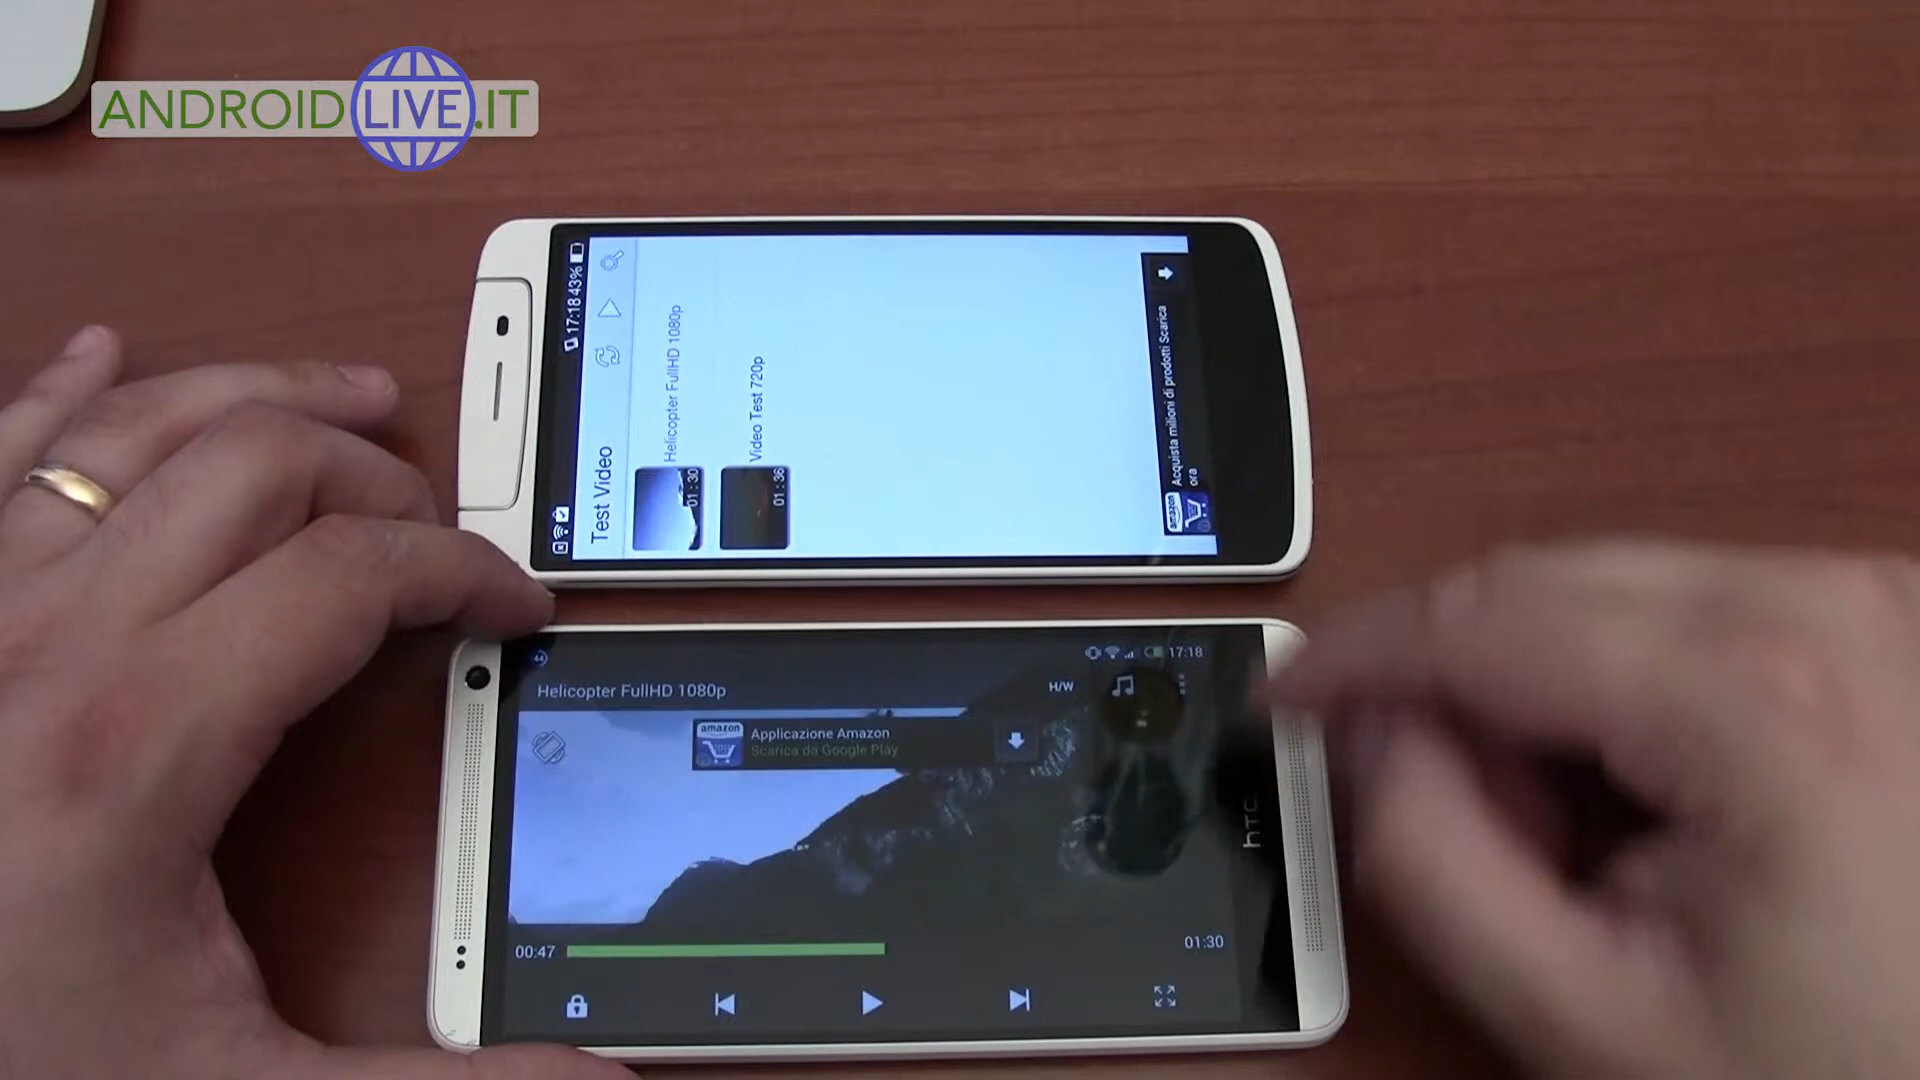 ANDROIDLIVE.IT
17:18 43%
Test Video
Helicopter FullHD 1080p
01:30
Video Test 720p
01:36
amazon
Acquista milioni di prodotti Scarica
ora
44
17:18
Helicopter FullHD 1080p
H/W
amazon
Applicazione Amazon
Scarica da Google Play
hTC
00:47
01:30